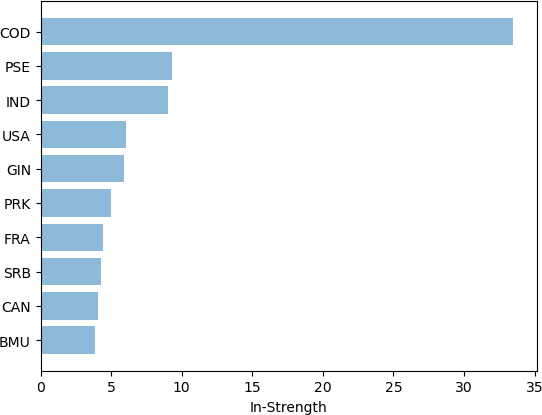 COD
PSE
IND
USA
GIN
PRK
FRA
SRB
CAN
BMU
0 5 10 15 20 25 30 35
In-Strength